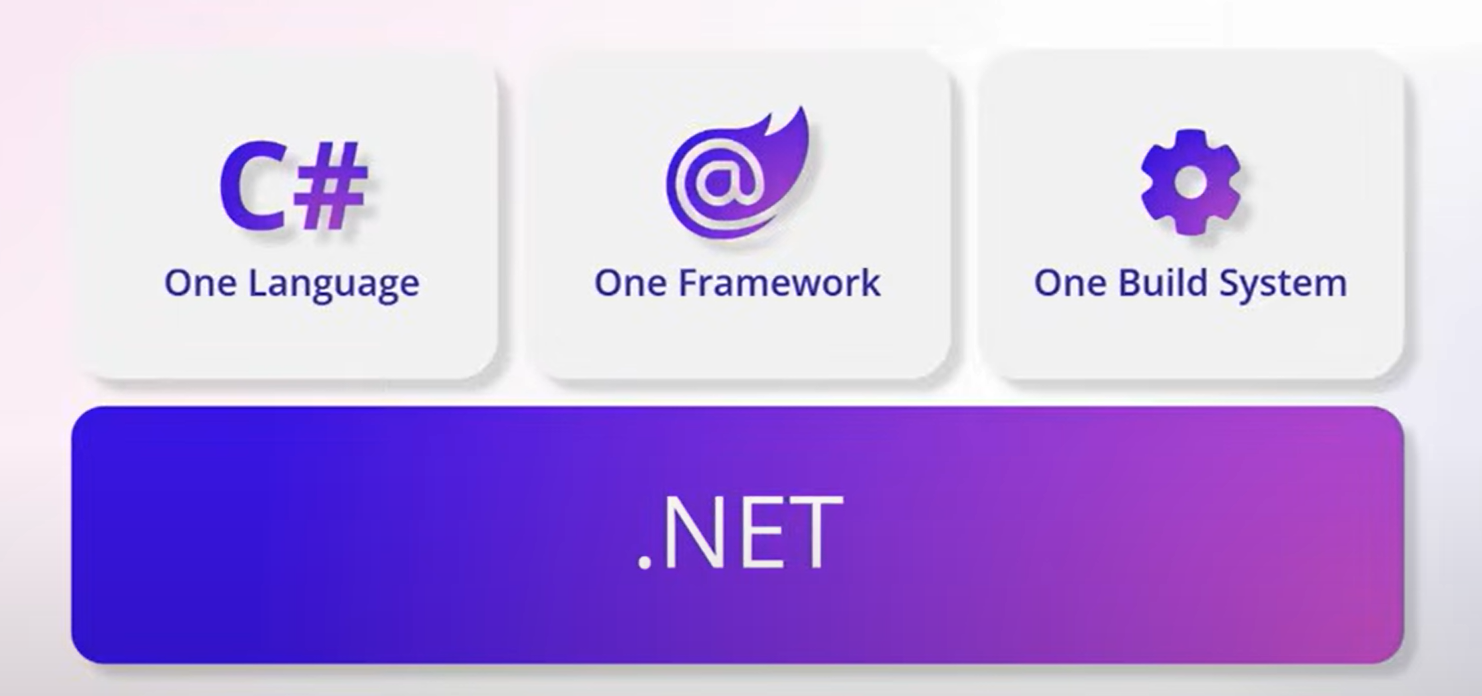 C#
One Language
@
One Framework
One Build System
.NET